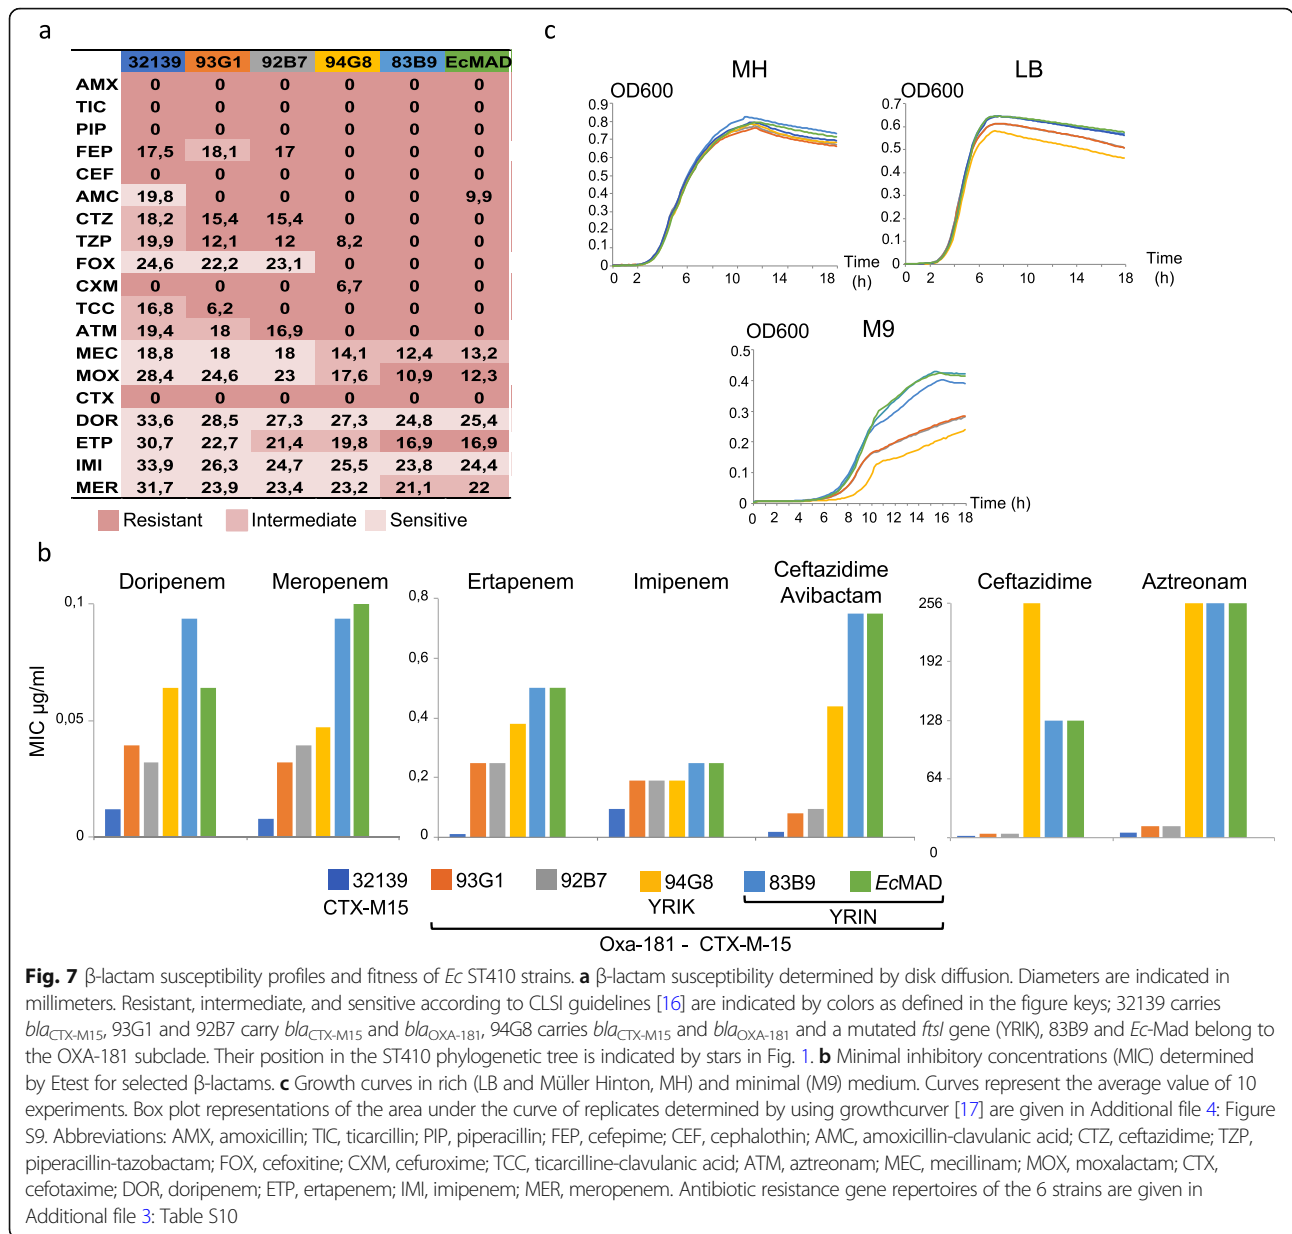 a
32139 93G1 92B7 94G8 83B9 EcMAD
AMX 0 0 0 0 0 0
TIC 0 0 0 0 0 0
PIP 0 0 0 0 0 0
FEP 17,5 18,1 17 0 0 0
CEF 0 0 0 0 0 0
AMC 19,8 0 0 0 0 9,9
CTZ 18,2 15,4 15,4 0 0 0
TZP 19,9 12,1 12 8,2 0 0
FOX 24,6 22,2 23,1 0 0 0
CXM 0 0 0 6,7 0 0
TCC 16,8 6,2 0 0 0 0
ATM 19,4 18 16,9 0 0 0
MEC 18,8 18 18 14,1 12,4 13,2
MOX 28,4 24,6 23 17,6 10,9 12,3
CTX 0 0 0 0 0 0
DOR 33,6 28,5 27,3 27,3 24,8 25,4
ETP 30,7 22,7 21,4 19,8 16,9 16,9
IMI 33,9 26,3 24,7 25,5 23,8 24,4
MER 31,7 23,9 23,4 23,2 21,1 22
Resistant Intermediate Sensitive
c
MH
OD600
0.9
0.8
0.7
0.6
0.5
0.4
0.3
0.2
0.1
0
0 2 4 6 8 10 12 14 18
Time
(h)
LB
OD600
0.7
0.6
0.5
0.4
0.3
0.2
0.1
0
0 2 4 6 8 10 12 14 18
Time
(h)
M9
OD600
0.5
0.4
0.3
0.2
0.1
0
0 2 4 6 8 10 12 14 16 18
Time (h)
b
MIC µg/ml
Doripenem Meropenem
0,1
0,05
0
Ertapenem Imipenem Ceftazidime
Avibactam
0,8
0,6
0,4
0,2
0
Ceftazidime Aztreonam
256
192
128
64
0
32139 93G1 92B7 94G8 83B9 EcMAD
CTX-M15 YRIK YRIN
Oxa-181 - CTX-M-15
Fig. 7 β-lactam susceptibility profiles and fitness of Ec ST410 strains. a β-lactam susceptibility determined by disk diffusion. Diameters are indicated in
millimeters. Resistant, intermediate, and sensitive according to CLSI guidelines [16] are indicated by colors as defined in the figure keys; 32139 carries
blaCTX-M15, 93G1 and 92B7 carry blaCTX-M15 and blaOXA-181, 94G8 carries blaCTX-M15 and blaOXA-181 and a mutated ftsI gene (YRIK), 83B9 and Ec-Mad belong to
the OXA-181 subclade. Their position in the ST410 phylogenetic tree is indicated by stars in Fig. 1. b Minimal inhibitory concentrations (MIC) determined
by Etest for selected β-lactams. c Growth curves in rich (LB and Müller Hinton, MH) and minimal (M9) medium. Curves represent the average value of 10
experiments. Box plot representations of the area under the curve of replicates determined by using growthcurver [17] are given in Additional file 4: Figure
S9. Abbreviations: AMX, amoxicillin; TIC, ticarcillin; PIP, piperacillin; FEP, cefepime; CEF, cephalothin; AMC, amoxicillin-clavulanic acid; CTZ, ceftazidime; TZP,
piperacillin-tazobactam; FOX, cefoxitine; CXM, cefuroxime; TCC, ticarcilline-clavulanic acid; ATM, aztreonam; MEC, mecillinam; MOX, moxalactam; CTX,
cefotaxime; DOR, doripenem; ETP, ertapenem; IMI, imipenem; MER, meropenem. Antibiotic resistance gene repertoires of the 6 strains are given in
Additional file 3: Table S10